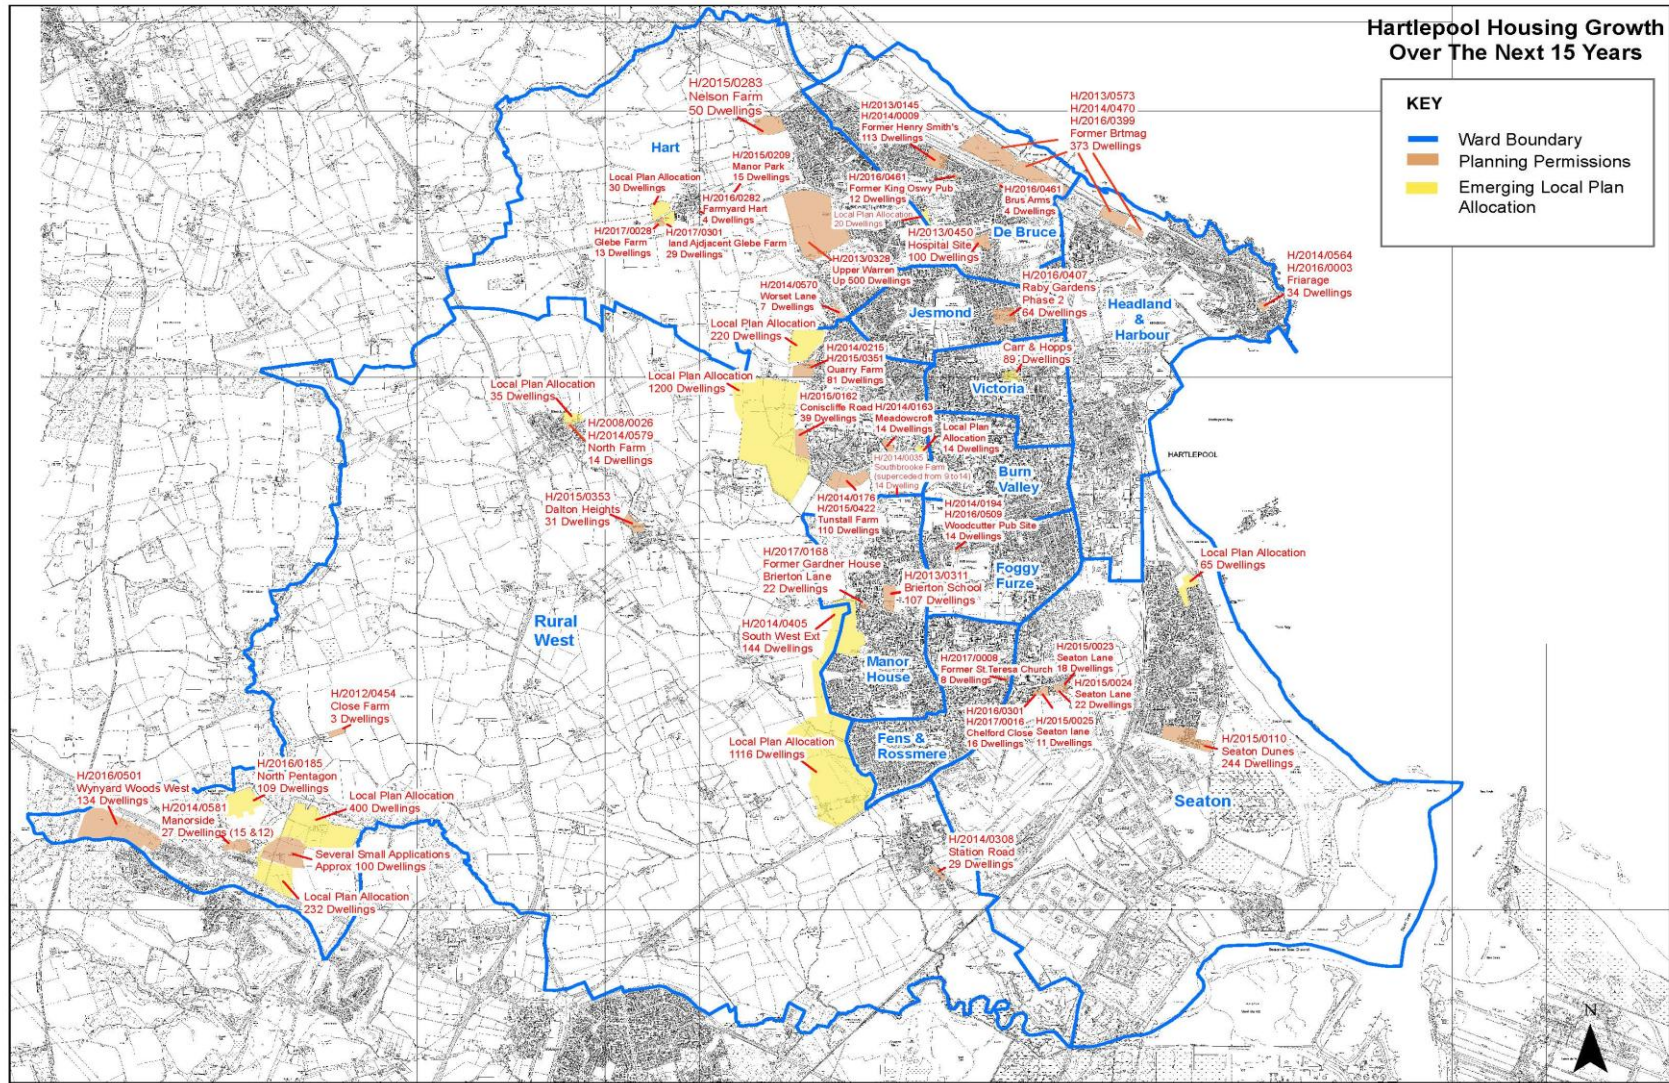 Hartlepool Housing Growth
Over The Next 15 Years
KEY
Ward Boundary
Planning Permissions
Emerging Local Plan
Allocation
H/2015/0283
Nelson Farm
50 Dwellings
H/2013/0145
H/2014/0009
Former Henry Smith's
113 Dwellings
H/2013/0573
H/2014/0470
H/2016/0399
Former Brtmag
373 Dwellings
Hart
H/2015/0209
Manor Park
15 Dwellings
Local Plan Allocation
30 Dwellings
H/2016/0282
Farmyard Hart
4 Dwellings
H/2017/0028
Glebe Farm
13 Dwellings
H/2017/0301
land Ajdjacent Glebe Farm
29 Dwellings
H/2016/0461
Former King Oswy Pub
12 Dwellings
Local Plan Allocation
20 Dwellings
H/2016/0461
Brus Arms
4 Dwellings
De Bruce
H/2013/0450
Hospital Site
100 Dwellings
H/2013/0328
Upper Warren
Up 500 Dwellings
H/2014/0564
H/2016/0003
Friarage
34 Dwellings
H/2016/0407
Raby Gardens
Phase 2
64 Dwellings
Headland
&
Harbour
H/2014/0570
Worset Lane
7 Dwellings
Jesmond
Local Plan Allocation
220 Dwellings
H/2014/0215
H/2015/0351
Quarry Farm
81 Dwellings
Carr & Hopps
89 Dwellings
Victoria
Local Plan Allocation
1200 Dwellings
Local Plan Allocation
35 Dwellings
H/2008/0026
H/2014/0579
North Farm
14 Dwellings
H/2015/0162
Coniscliffe Road
39 Dwellings
H/2014/0163
Meadowcroft
14 Dwellings
Local Plan
Allocation
14 Dwellings
HARTLEPOOL
H/2014/0035
Southbrooke Farm
(superceded from 9 to14)
14 Dwelling
Burn
Valley
H/2015/0353
Dalton Heights
31 Dwellings
H/2014/0176
H/2015/0422
Tunstall Farm
110 Dwellings
H/2014/0194
H/2016/0509
Woodcutter Pub Site
14 Dwellings
H/2017/0168
Former Gardner House
Brierton Lane
22 Dwellings
H/2013/0311
Brierton School
107 Dwellings
Foggy
Furze
Local Plan Allocation
65 Dwellings
Rural
West
H/2014/0405
South West Ext
144 Dwellings
Manor
House
H/2017/0008
Former St.Teresa Church
8 Dwellings
H/2015/0023
Seaton Lane
18 Dwellings
H/2015/0024
Seaton Lane
22 Dwellings
H/2016/0301
H/2017/0016
Chelford Close
16 Dwellings
H/2015/0025
Seaton lane
11 Dwellings
H/2012/0454
Close Farm
3 Dwellings
Local Plan Allocation
1116 Dwellings
Fens &
Rossmere
H/2015/0110
Seaton Dunes
244 Dwellings
H/2016/0501
Wynyard Woods West
134 Dwellings
H/2016/0185
North Pentagon
109 Dwellings
H/2014/0581
Manorside
27 Dwellings (15 &12)
Local Plan Allocation
400 Dwellings
Seaton
Several Small Applications
Approx 100 Dwellings
Local Plan Allocation
232 Dwellings
H/2014/0308
Station Road
29 Dwellings
N